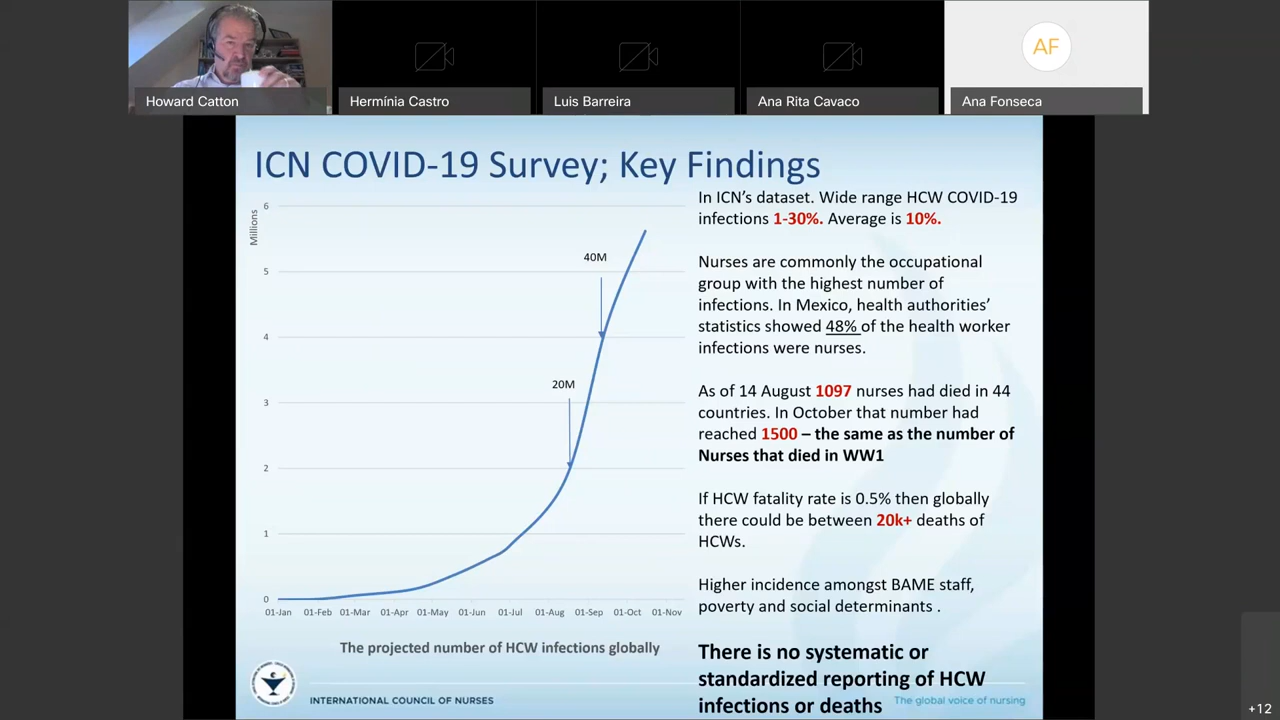 Howard Catton
Hermínia Castro
Luis Barreira
Ana Rita Cavaco
AF
Ana Fonseca
ICN COVID-19 Survey; Key Findings
Millions
6
5
4
3
2
1
0
40M
20M
01-Jan 01-Feb 01-Mar 01-Apr 01-May 01-Jun 01-Jul 01-Aug 01-Sep 01-Oct 01-Nov
The projected number of HCW infections globally
In ICN's dataset. Wide range HCW COVID-19
infections 1-30%. Average is 10%.
Nurses are commonly the occupational
group with the highest number of
infections. In Mexico, health authorities'
statistics showed 48% of the health worker
infections were nurses.
As of 14 August 1097 nurses had died in 44
countries. In October that number had
reached 1500 – the same as the number of
Nurses that died in WW1
If HCW fatality rate is 0.5% then globally
there could be between 20k+ deaths of
HCWs.
Higher incidence amongst BAME staff,
poverty and social determinants .
There is no systematic or
standardized reporting of HCW
infections or deaths
INTERNATIONAL COUNCIL OF NURSES
The global voice of nursing
+12